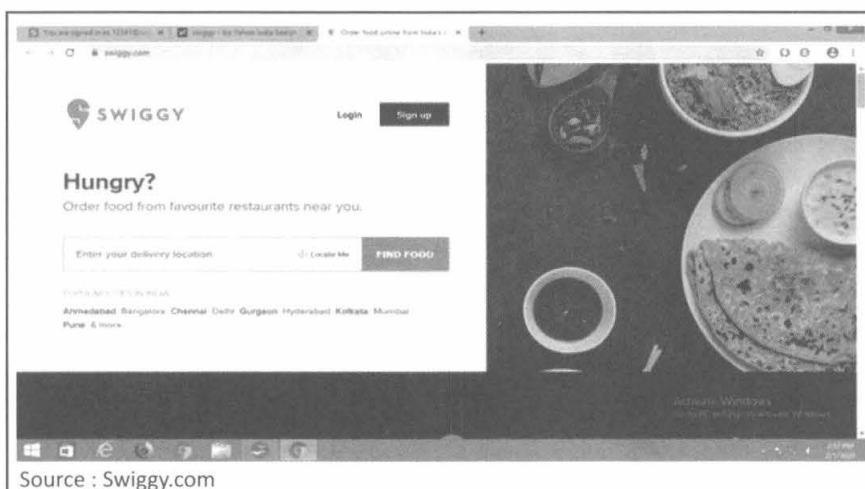 swiggy.com
SWIGGY
Login
Sign up
Hungry?
Order food from favourite restaurants near you.
Enter your delivery location
Locate Me
FIND FOOD
Ahmedabad Bangalore Chennai Delhi Gurgaon Hyderabad Kolkata Mumbai
Pune & more.
Activate Windows
Source : Swiggy.com